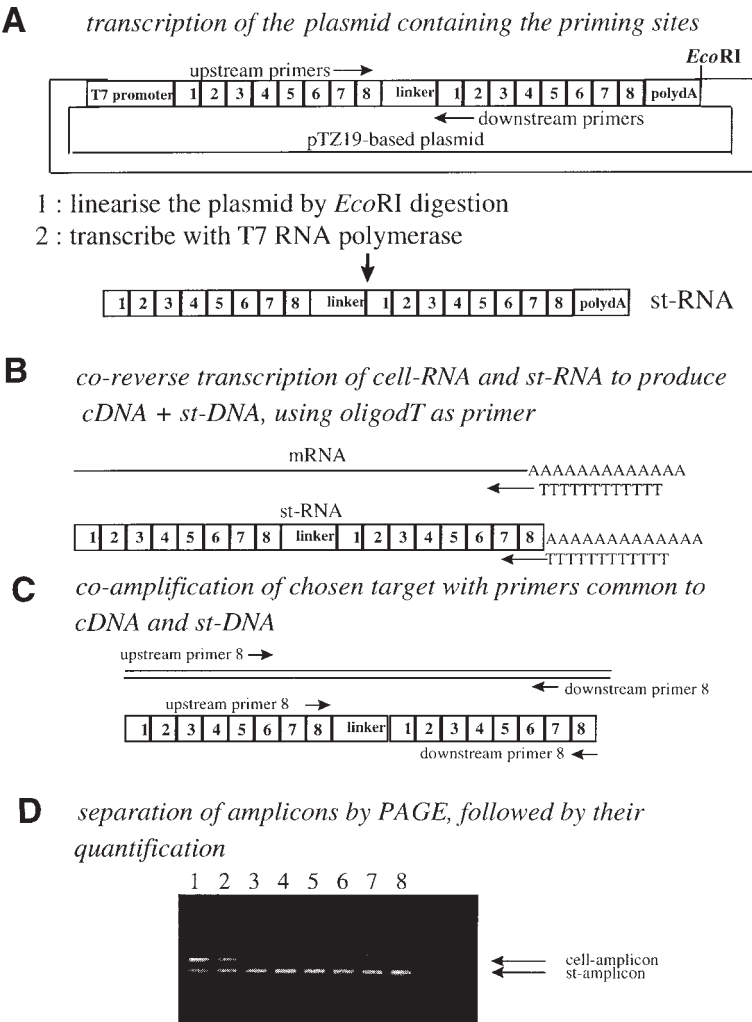 A
transcription of the plasmid containing the priming sites
EcoRI
upstream primers
T7 promoter 1 2 3 4 5 6 7 8 linker 1 2 3 4 5 6 7 8 polydA
downstream primers
pTZ19-based plasmid
1 : linearise the plasmid by EcoRI digestion
2 : transcribe with T7 RNA polymerase
1 2 3 4 5 6 7 8 linker 1 2 3 4 5 6 7 8 polydA st-RNA
B
co-reverse transcription of cell-RNA and st-RNA to produce
cDNA + st-DNA, using oligodT as primer
mRNA
AAAAAAAAAAAAA
TTTTTTTTTTTT
st-RNA
1 2 3 4 5 6 7 8 linker 1 2 3 4 5 6 7 8 AAAAAAAAAAAAA
TTTTTTTTTTTT
C
co-amplification of chosen target with primers common to
cDNA and st-DNA
upstream primer 8
downstream primer 8
upstream primer 8
1 2 3 4 5 6 7 8 linker 1 2 3 4 5 6 7 8
downstream primer 8
D
separation of amplicons by PAGE, followed by their
quantification
1 2 3 4 5 6 7 8
cell-amplicon
st-amplicon